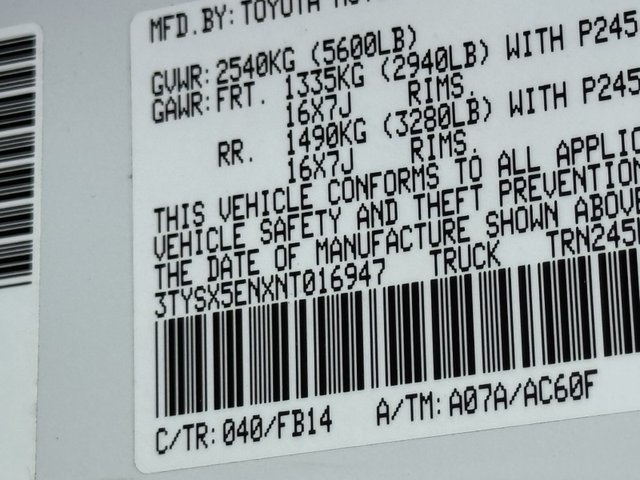 MFD.BY: TOYOTA MOT
GVWR: 2540KG (5600LB)
GAWR: FRT. 1335KG (2940LB) WITH P245
16X7J RIMS.
RR. 1490KG (3280LB) WITH P245
16X7J RIMS.
THIS VEHICLE CONFORMS TO ALL APPLIC
VEHICLE SAFETY AND THEFT PREVENTION
THE DATE OF MANUFACTURE SHOWN ABOVE
3TYSX5ENXNT016947 TRUCK TRN245
C/TR: 040/FB14 A/TM: A07A/AC60F